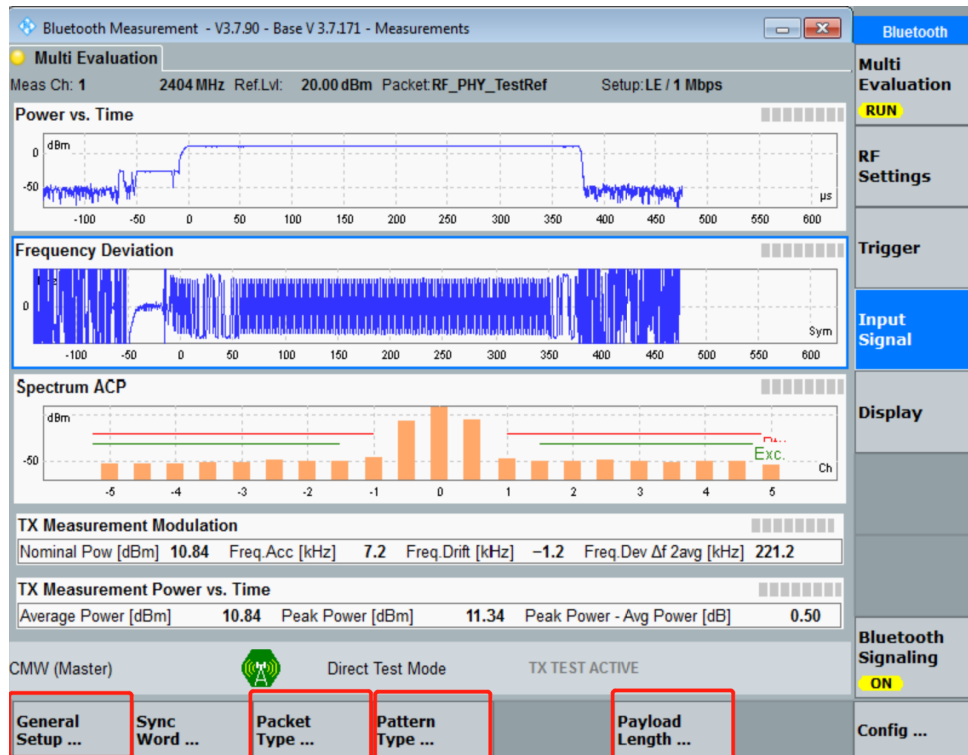 Bluetooth Measurement - V3.7.90 - Base V 3.7.171 - Measurements
Bluetooth
Multi Evaluation
Multi
Evaluation
RUN
Meas Ch: 1 2404 MHz Ref.Lvl: 20.00 dBm Packet: RF_PHY_TestRef Setup: LE / 1 Mbps
Power vs. Time
dBm
0
-50
µs
-100 -50 0 50 100 150 200 250 300 350 400 450 500 550 600
RF
Settings
Trigger
Frequency Deviation
0
Sym
-100 -50 0 50 100 150 200 250 300 350 400 450 500 550 600
Input
Signal
Spectrum ACP
dBm
-50
Exc.
Ch
-5 -4 -3 -2 -1 0 1 2 3 4 5
Display
TX Measurement Modulation
Nominal Pow [dBm] 10.84 Freq.Acc [kHz] 7.2 Freq.Drift [kHz] −1.2 Freq.Dev Δf 2avg [kHz] 221.2
TX Measurement Power vs. Time
Average Power [dBm] 10.84 Peak Power [dBm] 11.34 Peak Power - Avg Power [dB] 0.50
CMW (Master) Direct Test Mode TX TEST ACTIVE
Bluetooth
Signaling
ON
General
Setup ...
Sync
Word ...
Packet
Type ...
Pattern
Type ...
Payload
Length ...
Config ...